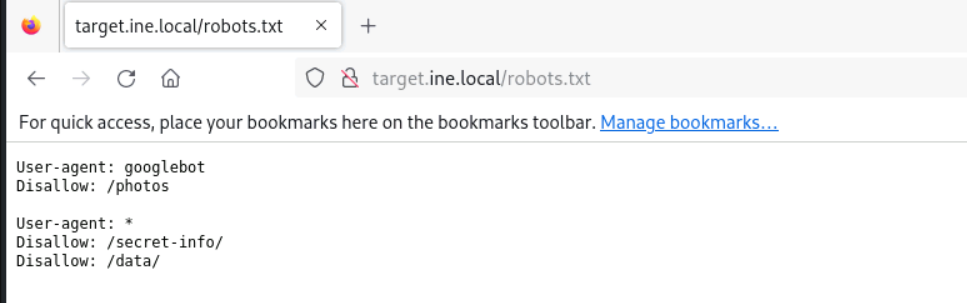 target.ine.local/robots.txt
target.ine.local/robots.txt
For quick access, place your bookmarks here on the bookmarks toolbar. Manage bookmarks...
User-agent: googlebot
Disallow: /photos
User-agent: *
Disallow: /secret-info/
Disallow: /data/